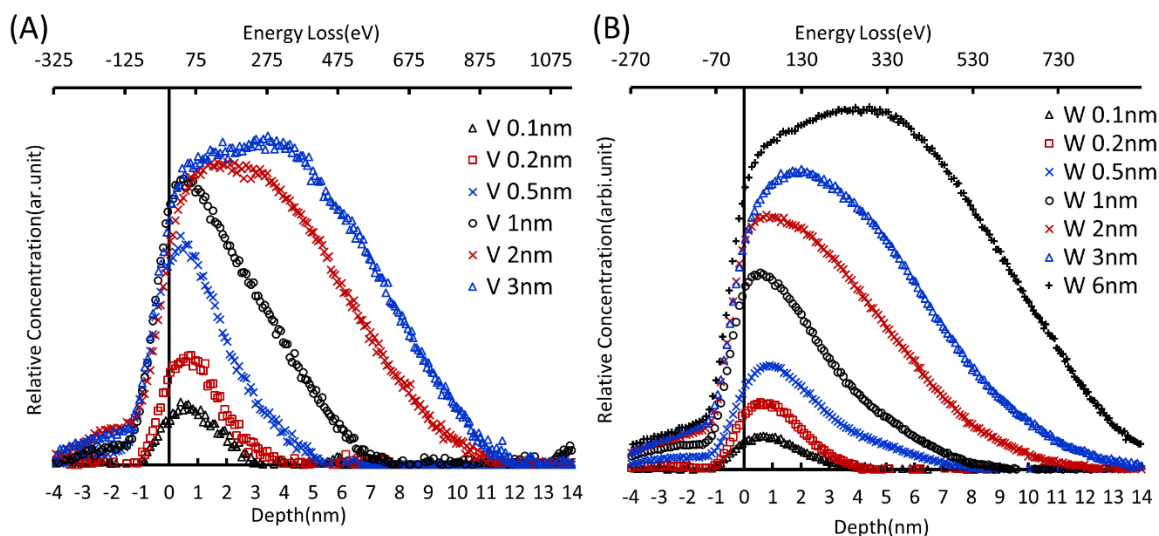 (A)
Energy Loss(eV)
-325 -125 75 275 475 675 875 1075
V 0.1nm
V 0.2nm
V 0.5nm
V 1nm
V 2nm
V 3nm
Relative Concentration(ar.unit)
-4 -3 -2 -1 0 1 2 3 4 5 6 7 8 9 10 11 12 13 14
Depth(nm)
(B)
Energy Loss(eV)
-270 -70 130 330 530 730
W 0.1nm
W 0.2nm
W 0.5nm
W 1nm
W 2nm
W 3nm
W 6nm
Relative Concentration(arbi.unit)
-4 -3 -2 -1 0 1 2 3 4 5 6 7 8 9 10 11 12 13 14
Depth(nm)